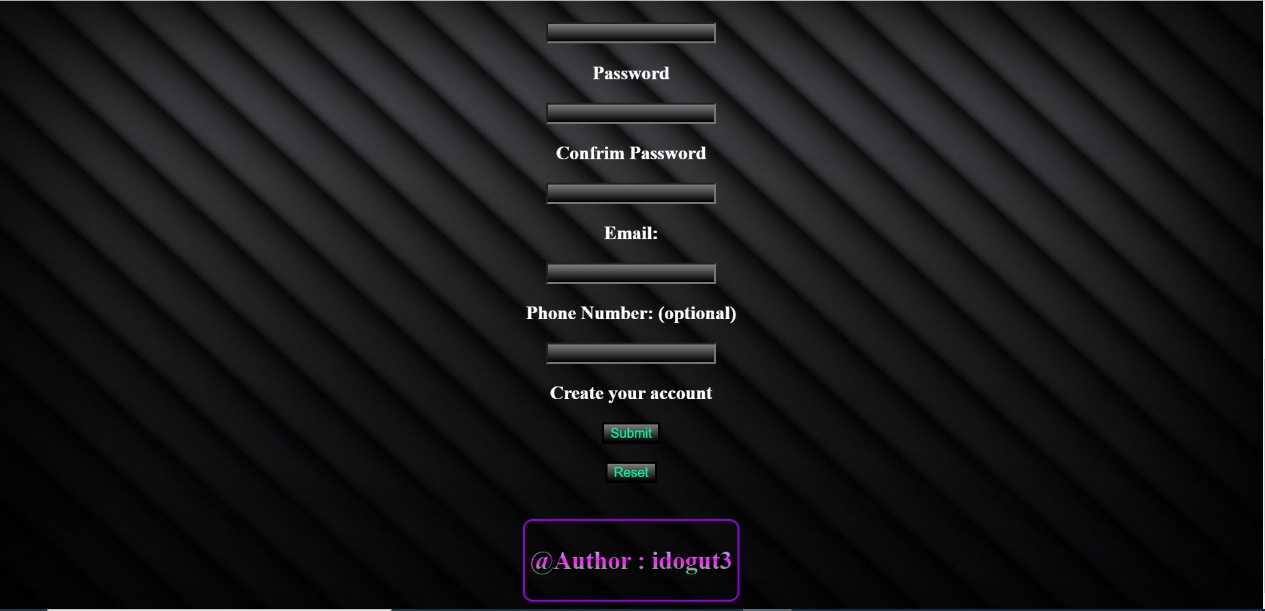 Password
Confrim Password
Email:
Phone Number: (optional)
Create your account
Submit
Reset
@Author : idogut3